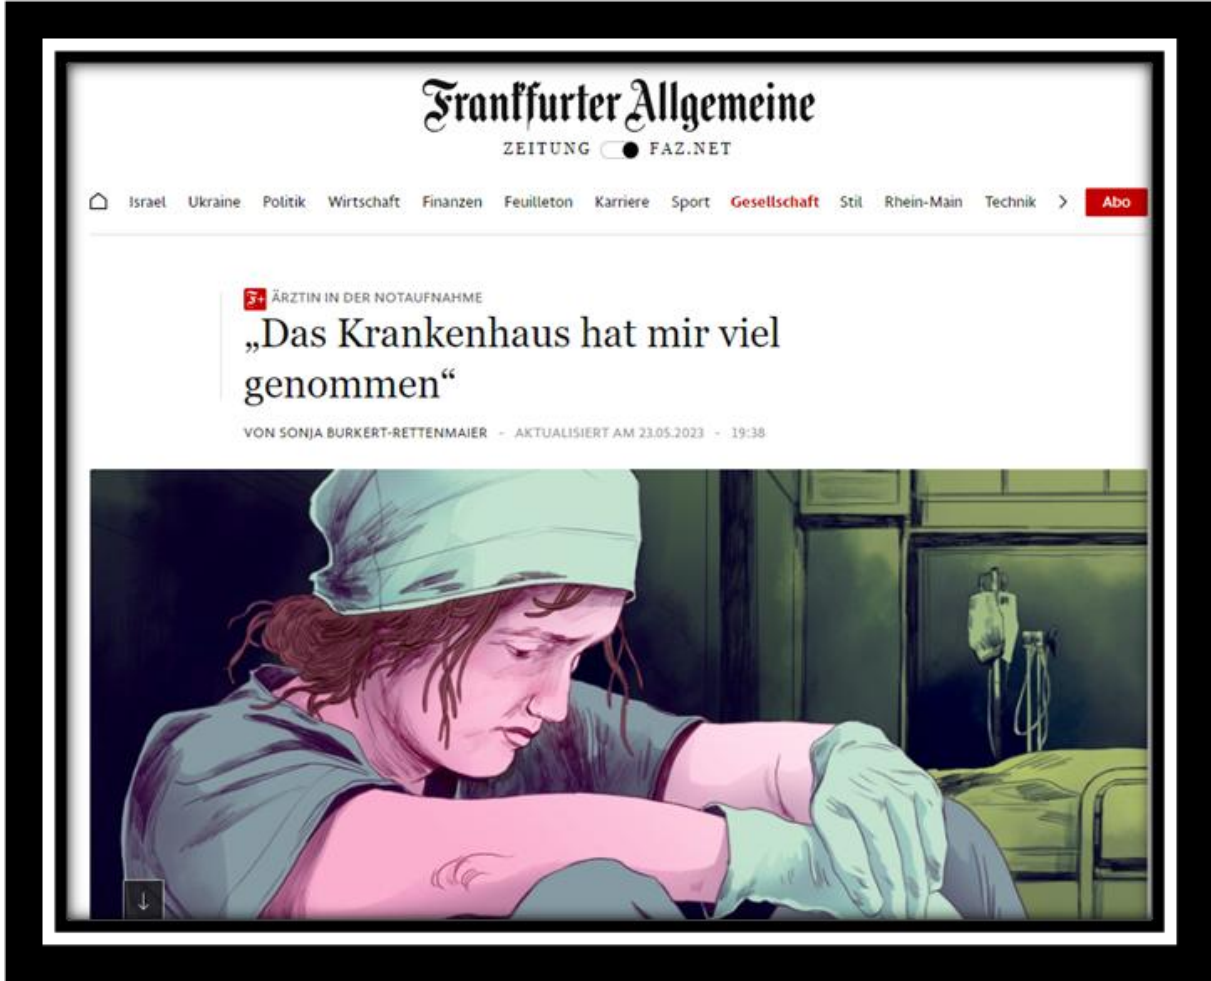 Frankfurter Allgemeine
ZEITUNG FAZ.NET
Israel Ukraine Politik Wirtschaft Finanzen Feuilleton Karriere Sport Gesellschaft Stil Rhein-Main Technik > Abo
F+ ÄRZTIN IN DER NOTAUFNAHME
„Das Krankenhaus hat mir viel
genommen“
VON SONJA BURKERT-RETTENMAIER - AKTUALISIERT AM 23.05.2023 - 19:38